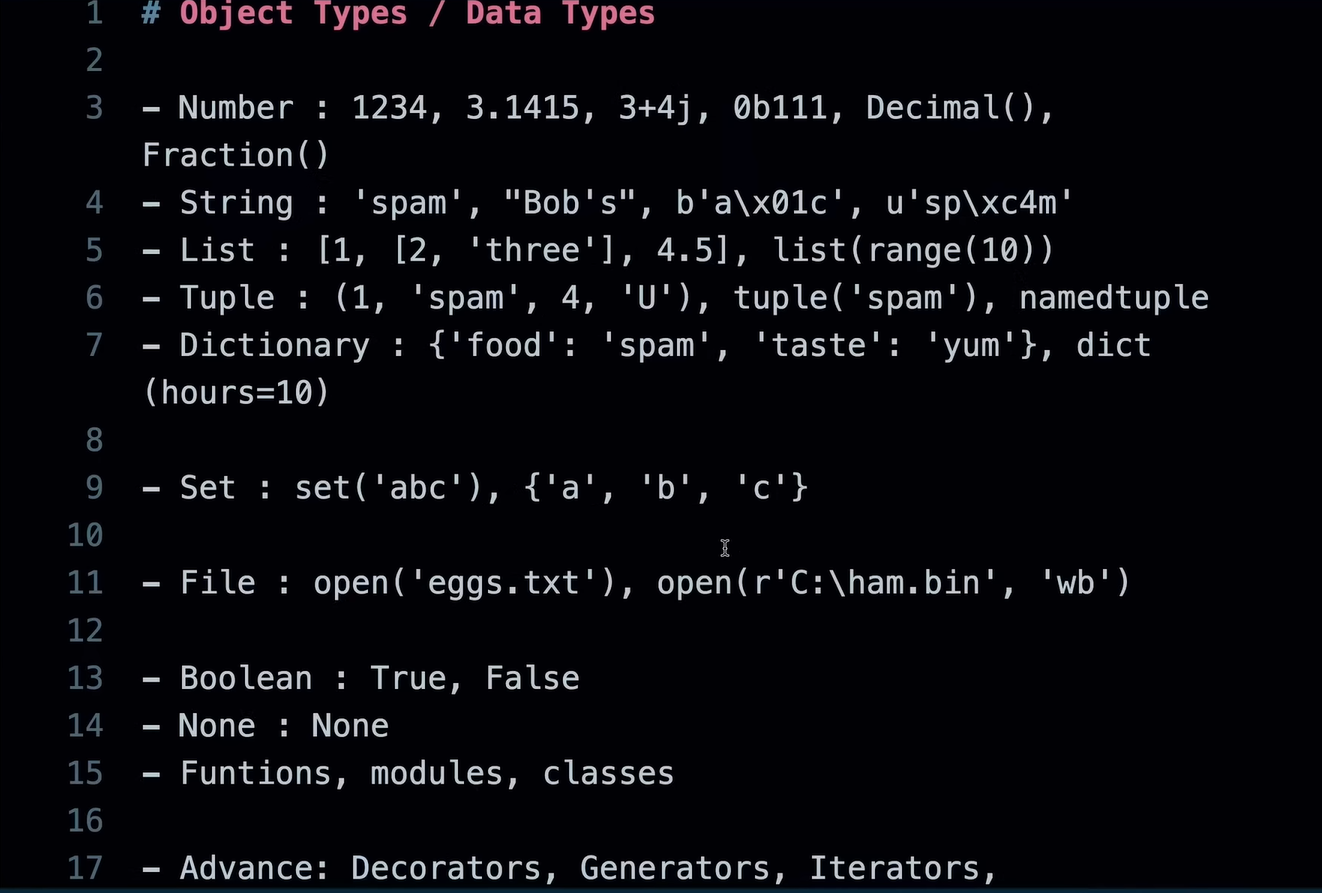 1 # Object Types / Data Types
2
3 - Number : 1234, 3.1415, 3+4j, 0b111, Decimal(),
Fraction()
4 - String : 'spam', "Bob's", b'a\x01c', u'sp\xc4m'
5 - List : [1, [2, 'three'], 4.5], list(range(10))
6 - Tuple : (1, 'spam', 4, 'U'), tuple('spam'), namedtuple
7 - Dictionary : {'food': 'spam', 'taste': 'yum'}, dict
(hours=10)
8
9 - Set : set('abc'), {'a', 'b', 'c'}
10
11 - File : open('eggs.txt'), open(r'C:\ham.bin', 'wb')
12
13 - Boolean : True, False
14 - None : None
15 - Funtions, modules, classes
16
17 - Advance: Decorators, Generators, Iterators,